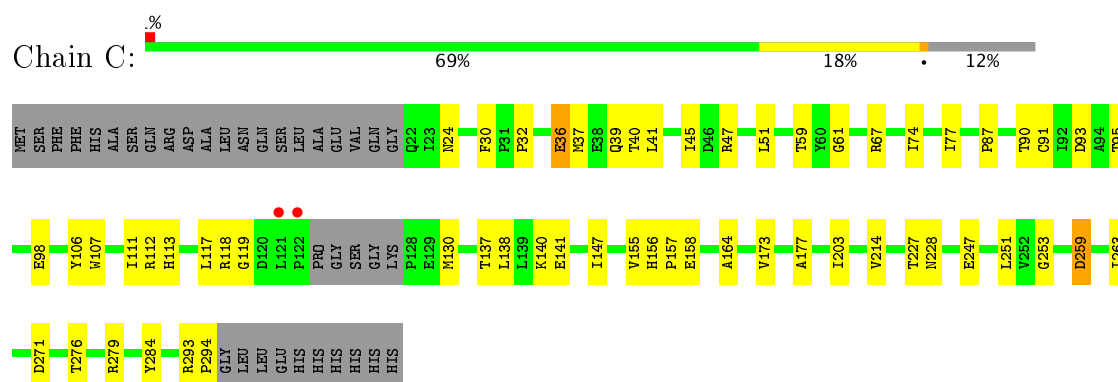 .%
Chain C: 69% 18% • 12%
MET SER PHE PHE HIS ALA SER GLN ARG ASP ALA LEU ASN GLN SER LEU ALA GLU VAL GLN GLY Q22 I23 N24 F30 P31 P32 E36 M37 E38 Q39 T40 L41 I45 D46 R47 L51 T59 Y60 G61 R67 I74 I77 P87 T90 C91 I92 D93 A94 T95
E98 Y106 W107 I111 R112 H113 L117 R118 G119 D120 L121 P122 PRO GLY SER GLY LYS P128 E129 M130 T137 L138 L139 K140 E141 I147 V155 H156 P157 E158 A164 V173 A177 I203 V214 T227 N228 E247 L251 V252 G253 D259 I263
D271 T276 R279 Y284 R293 P294 GLY LEU LEU GLU HIS HIS HIS HIS HIS HIS